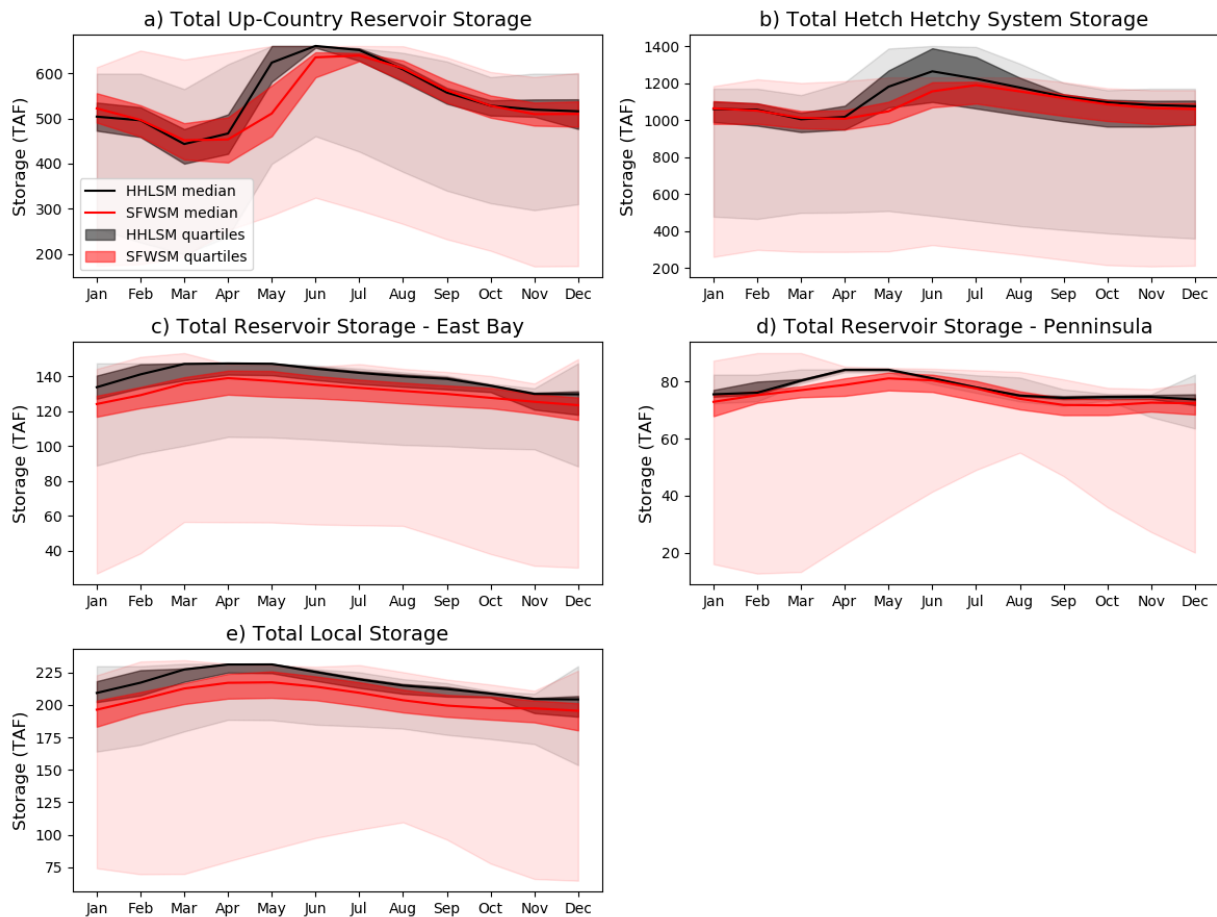 a) Total Up-Country Reservoir Storage
Storage (TAF)
600
500
400
300
200
HHLSM median
SFWSM median
HHLSM quartiles
SFWSM quartiles
Jan Feb Mar Apr May Jun Jul Aug Sep Oct Nov Dec
b) Total Hetch Hetchy System Storage
Storage (TAF)
1400
1200
1000
800
600
400
200
Jan Feb Mar Apr May Jun Jul Aug Sep Oct Nov Dec
c) Total Reservoir Storage - East Bay
Storage (TAF)
140
120
100
80
60
40
Jan Feb Mar Apr May Jun Jul Aug Sep Oct Nov Dec
d) Total Reservoir Storage - Penninsula
Storage (TAF)
80
60
40
20
Jan Feb Mar Apr May Jun Jul Aug Sep Oct Nov Dec
e) Total Local Storage
Storage (TAF)
225
200
175
150
125
100
75
Jan Feb Mar Apr May Jun Jul Aug Sep Oct Nov Dec